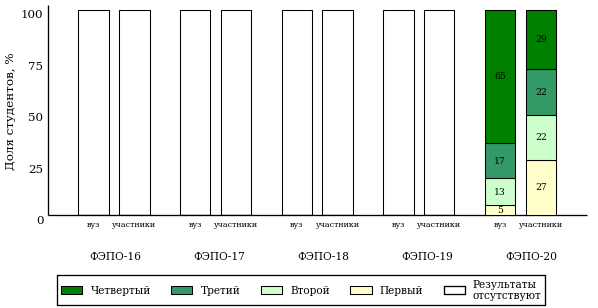 Доля студентов, %
100
75
50
25
0
65
17
13
5
29
22
22
27
вуз участники вуз участники вуз участники вуз участники вуз участники
ФЭПО-16 ФЭПО-17 ФЭПО-18 ФЭПО-19 ФЭПО-20
Четвертый Третий Второй Первый Результаты
отсутствуют